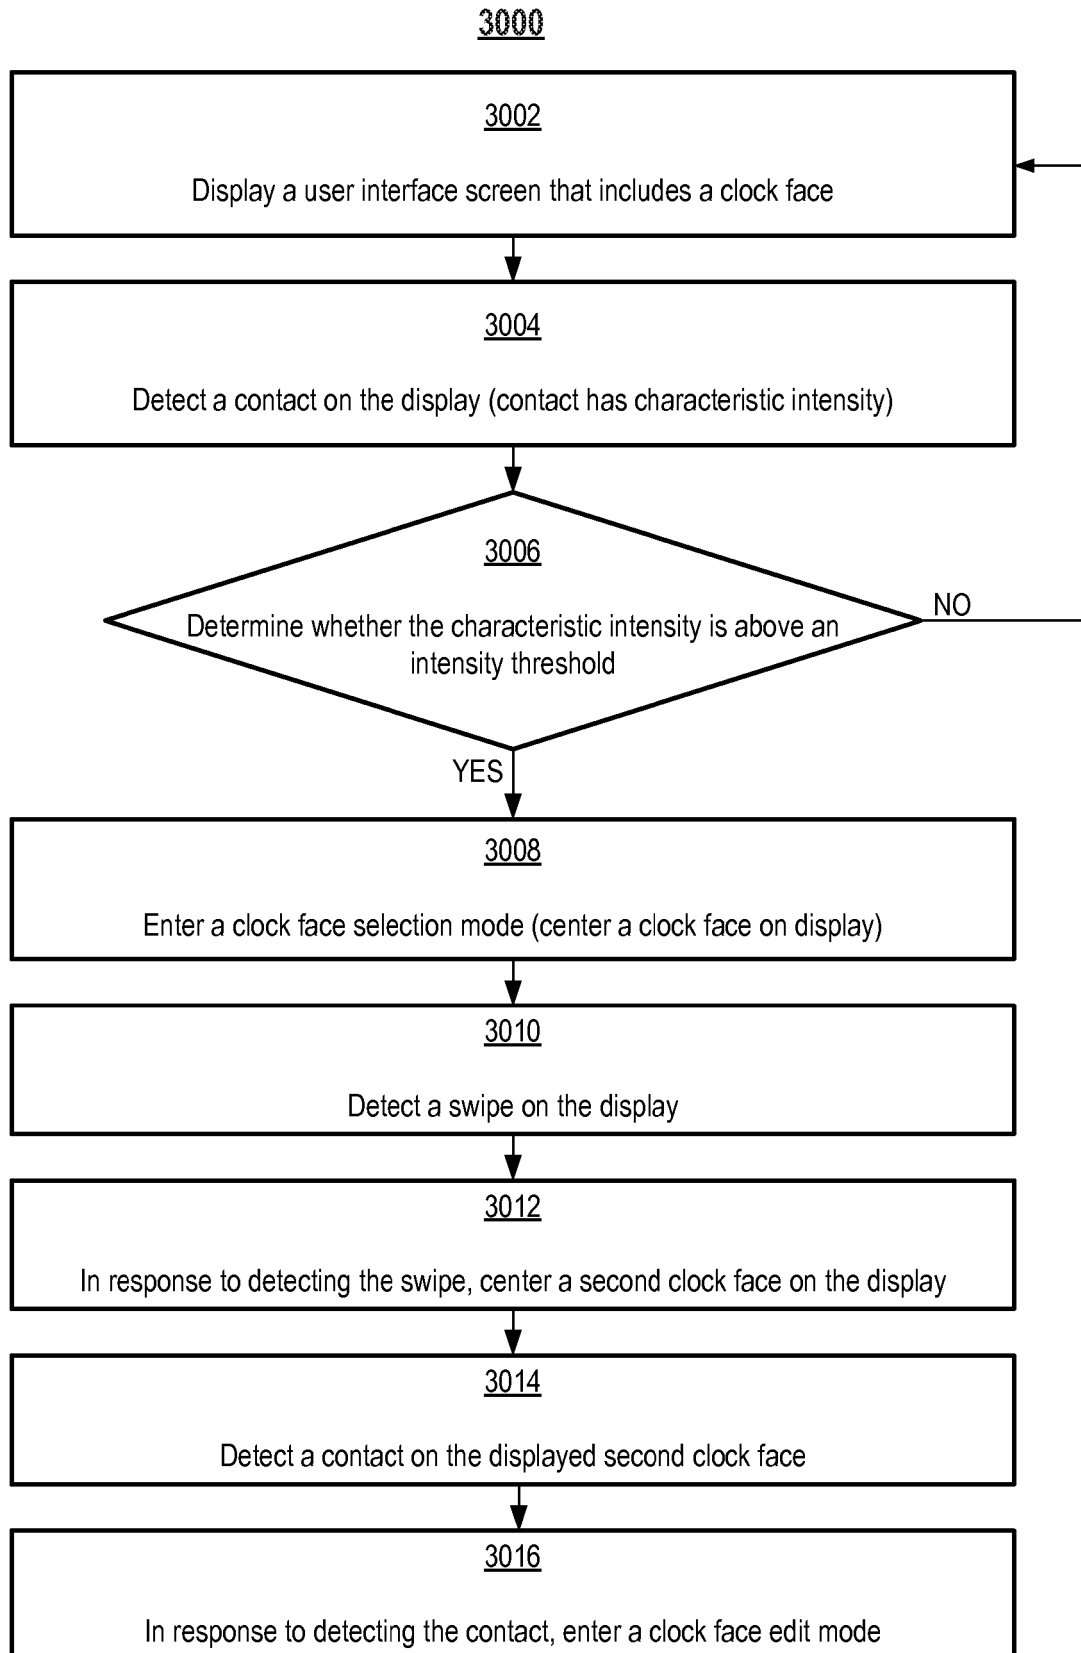 3000
3002
Display a user interface screen that includes a clock face
3004
Detect a contact on the display (contact has characteristic intensity)
3006
Determine whether the characteristic intensity is above an
intensity threshold
NO
YES
3008
Enter a clock face selection mode (center a clock face on display)
3010
Detect a swipe on the display
3012
In response to detecting the swipe, center a second clock face on the display
3014
Detect a contact on the displayed second clock face
3016
In response to detecting the contact, enter a clock face edit mode